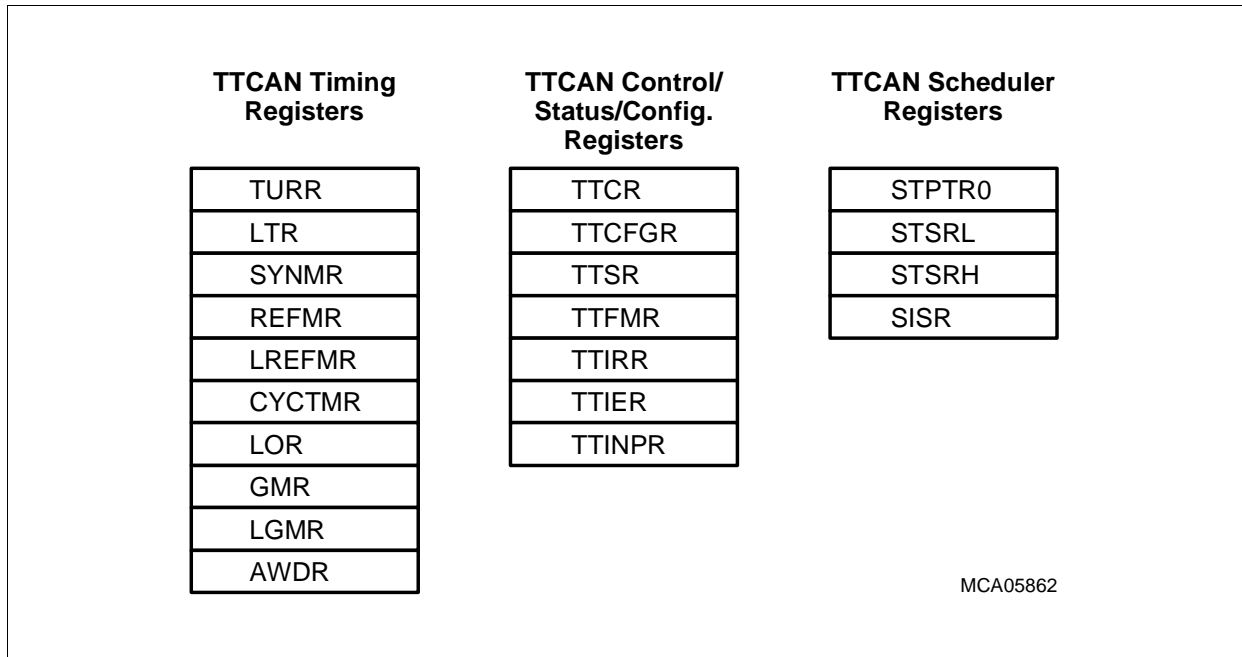 TTCAN Timing
Registers
TURR
LTR
SYNMR
REFMR
LREFMR
CYCTMR
LOR
GMR
LGMR
AWDR
TTCAN Control/
Status/Config.
Registers
TTCR
TTCFGR
TTSR
TTFMR
TTIRR
TTIER
TTINPR
TTCAN Scheduler
Registers
STPTR0
STSRL
STSRH
SISR
MCA05862